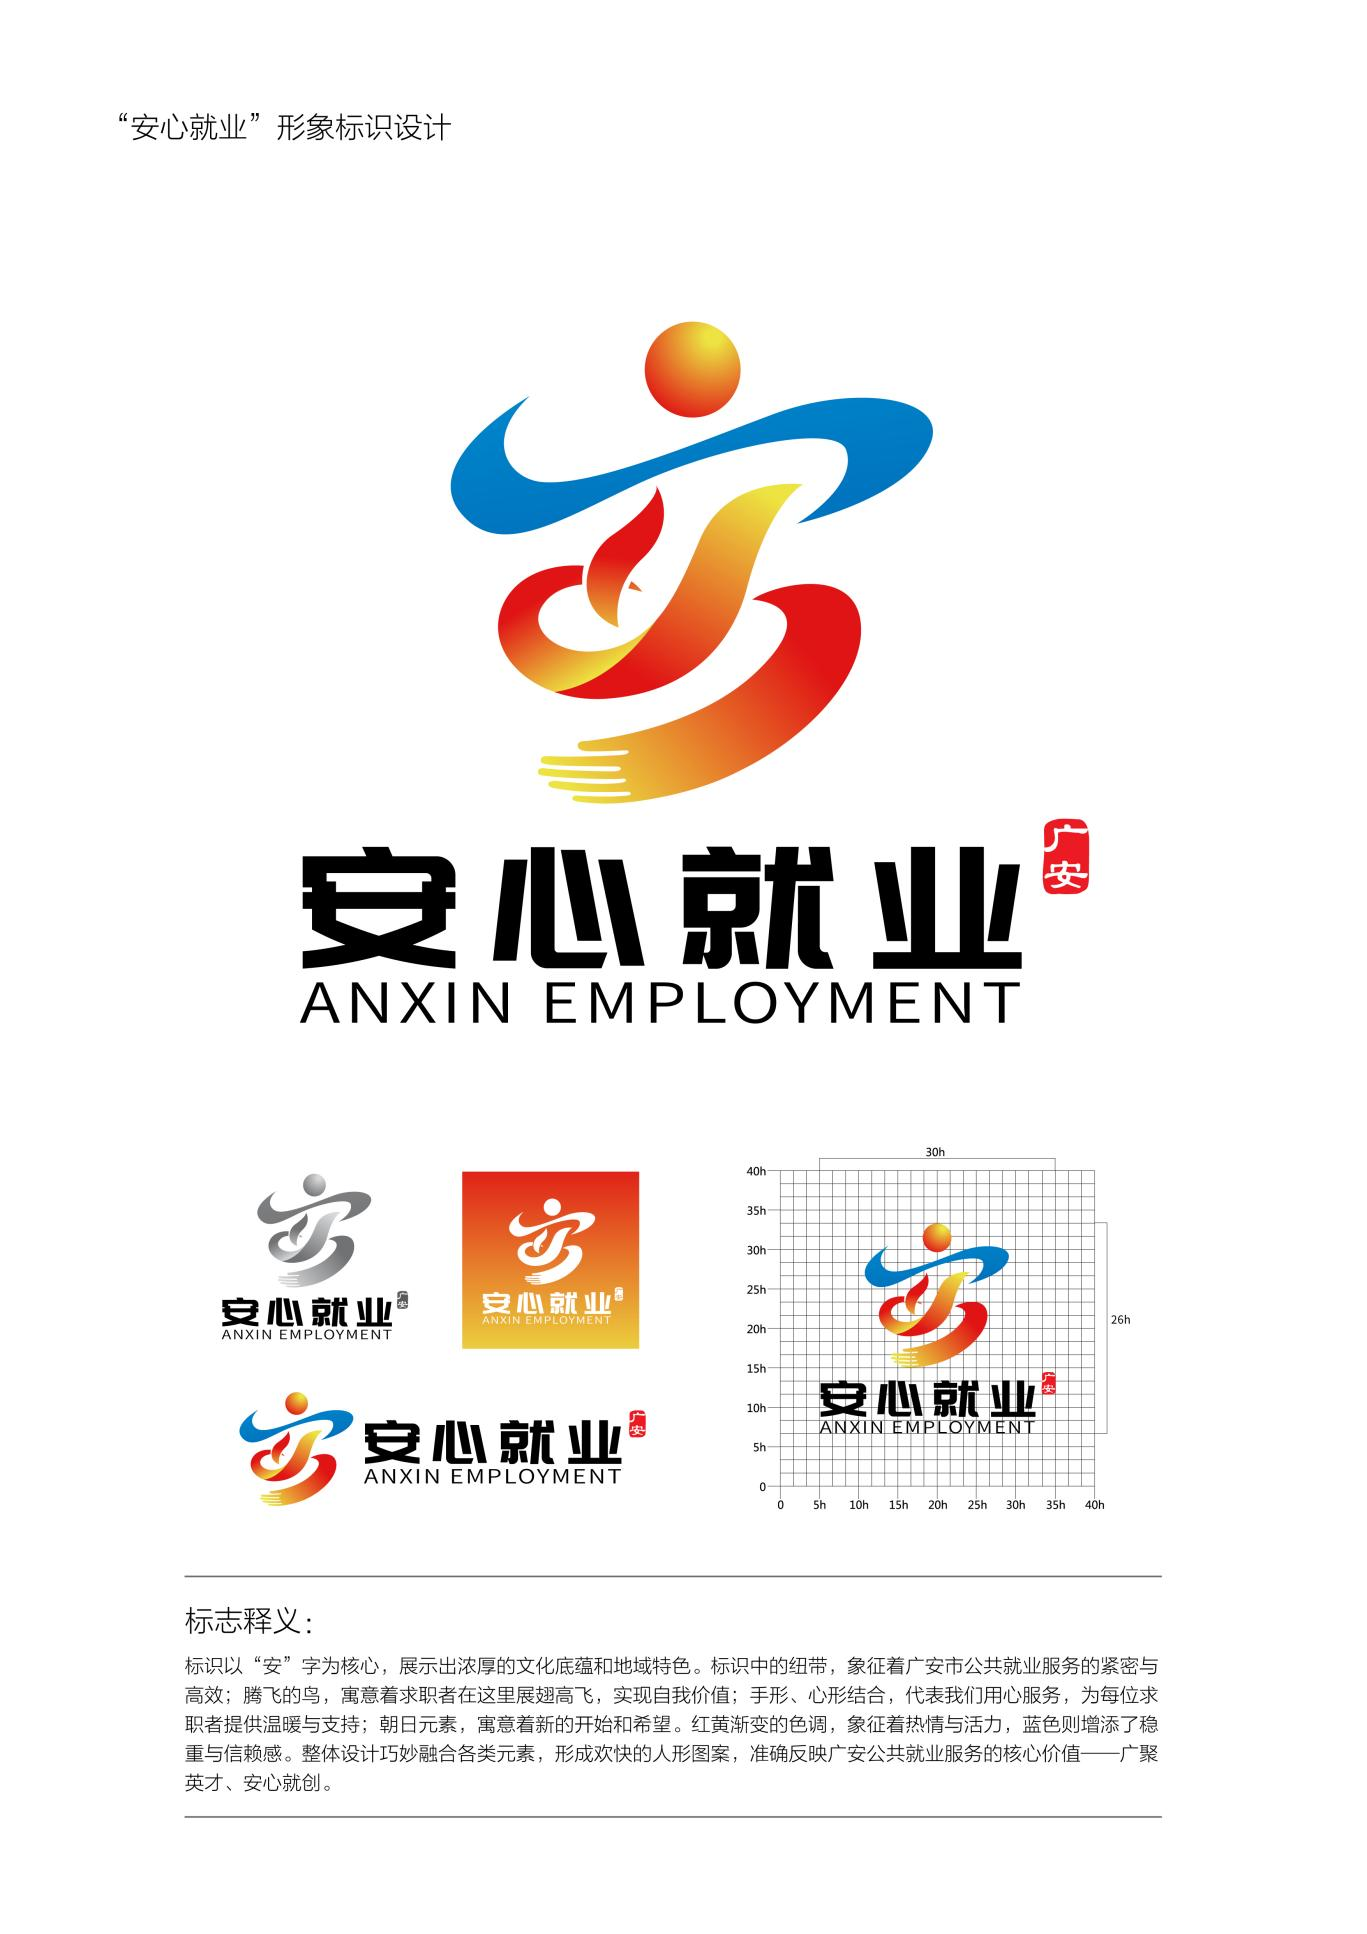 “安心就业”形象标识设计
安心就业
广安
ANXIN EMPLOYMENT
安心就业
广安
ANXIN EMPLOYMENT
安心就业
广安
ANXIN EMPLOYMENT
安心就业
广安
ANXIN EMPLOYMENT
30h
40h
35h
30h
25h
20h
15h
10h
5h
0
26h
安心就业
广安
ANXIN EMPLOYMENT
0 5h 10h 15h 20h 25h 30h 35h 40h
标志释义：
标识以“安”字为核心，展示出浓厚的文化底蕴和地域特色。标识中的纽带，象征着广安市公共就业服务的紧密与
高效；腾飞的鸟，寓意着求职者在这里展翅高飞，实现自我价值；手形、心形结合，代表我们用心服务，为每位求
职者提供温暖与支持；朝日元素，寓意着新的开始和希望。红黄渐变的色调，象征着热情与活力，蓝色则增添了稳
重与信赖感。整体设计巧妙融合各类元素，形成欢快的人形图案，准确反映广安公共就业服务的核心价值——广聚
英才、安心就创。